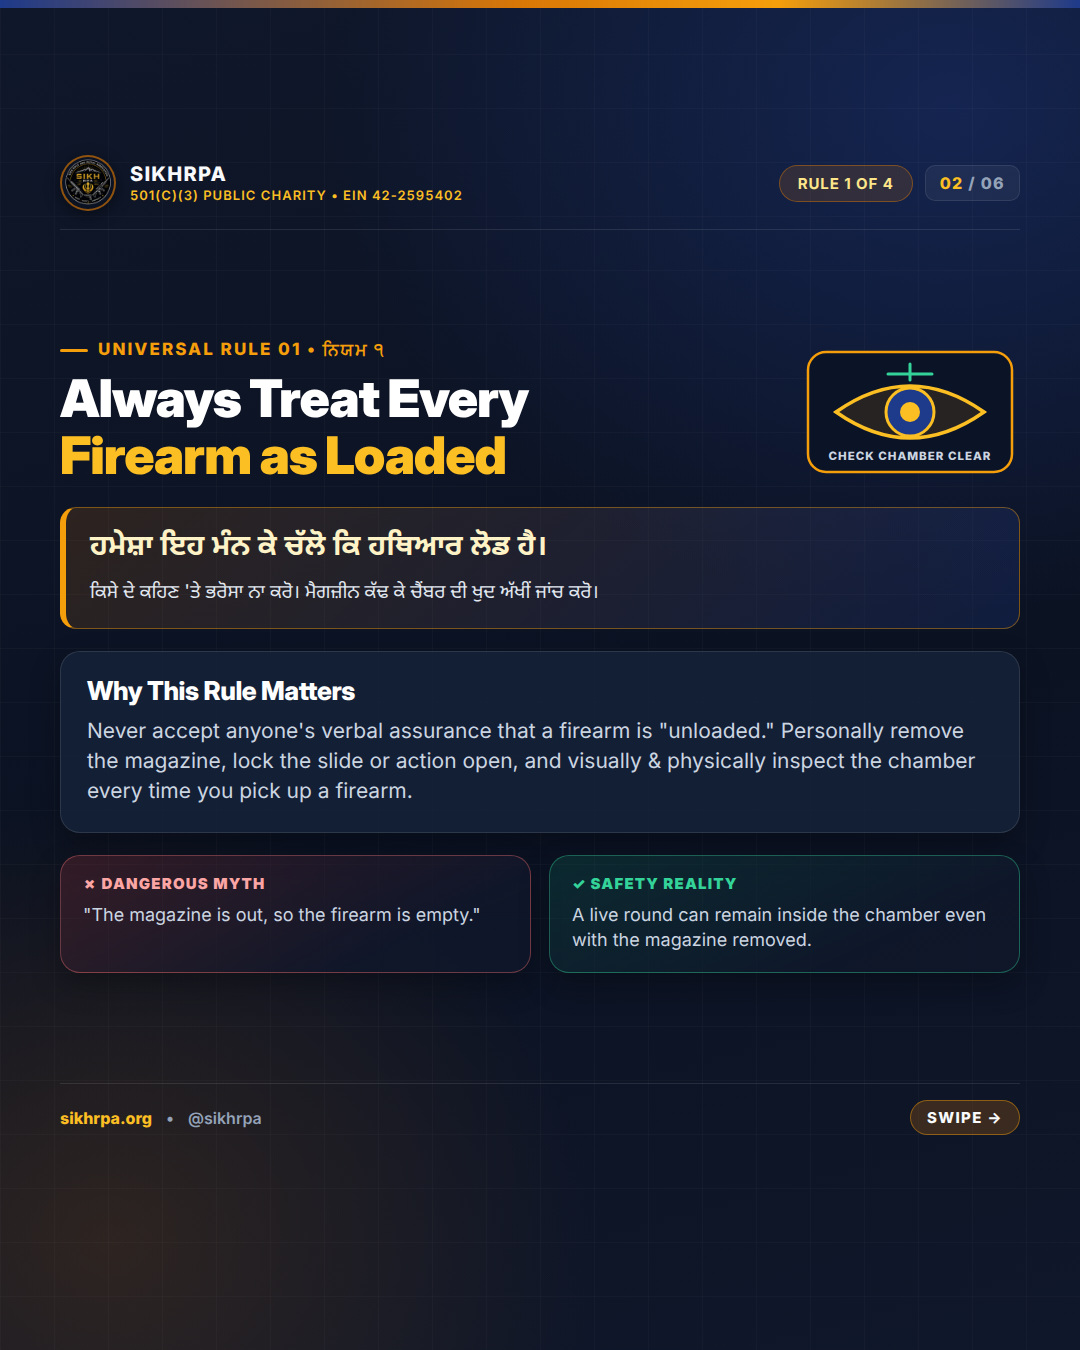 SIKHRPA
501(C)(3) PUBLIC CHARITY • EIN 42-2595402
RULE 1 OF 4
02 / 06
UNIVERSAL RULE 01 • ਨਿਯਮ ੧
Always Treat Every
Firearm as Loaded
CHECK CHAMBER CLEAR
ਹਮੇਸ਼ਾ ਇਹ ਮੰਨ ਕੇ ਚੱਲੋ ਕਿ ਹਥਿਆਰ ਲੋਡ ਹੈ।
ਕਿਸੇ ਦੇ ਕਹਿਣ 'ਤੇ ਭਰੋਸਾ ਨਾ ਕਰੋ। ਮੈਗਜ਼ੀਨ ਕੱਢ ਕੇ ਚੈਂਬਰ ਦੀ ਖੁਦ ਅੱਖੀਂ ਜਾਂਚ ਕਰੋ।
Why This Rule Matters
Never accept anyone's verbal assurance that a firearm is "unloaded." Personally remove
the magazine, lock the slide or action open, and visually & physically inspect the chamber
every time you pick up a firearm.
✖ DANGEROUS MYTH
"The magazine is out, so the firearm is empty."
✔ SAFETY REALITY
A live round can remain inside the chamber even
with the magazine removed.
sikhrpa.org • @sikhrpa
SWIPE →